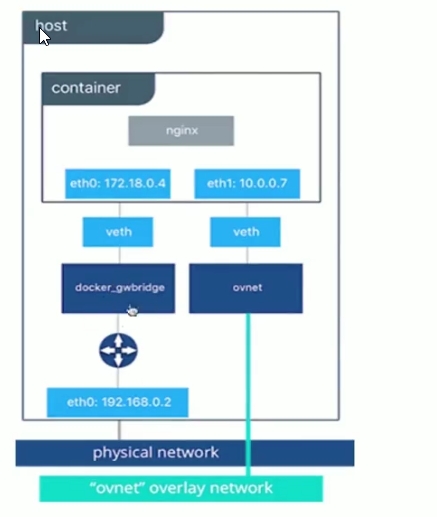 host
container
nginx
eth0: 172.18.0.4
eth1: 10.0.0.7
veth
veth
docker_gwbridge
ovnet
eth0: 192.168.0.2
physical network
“ovnet” overlay network